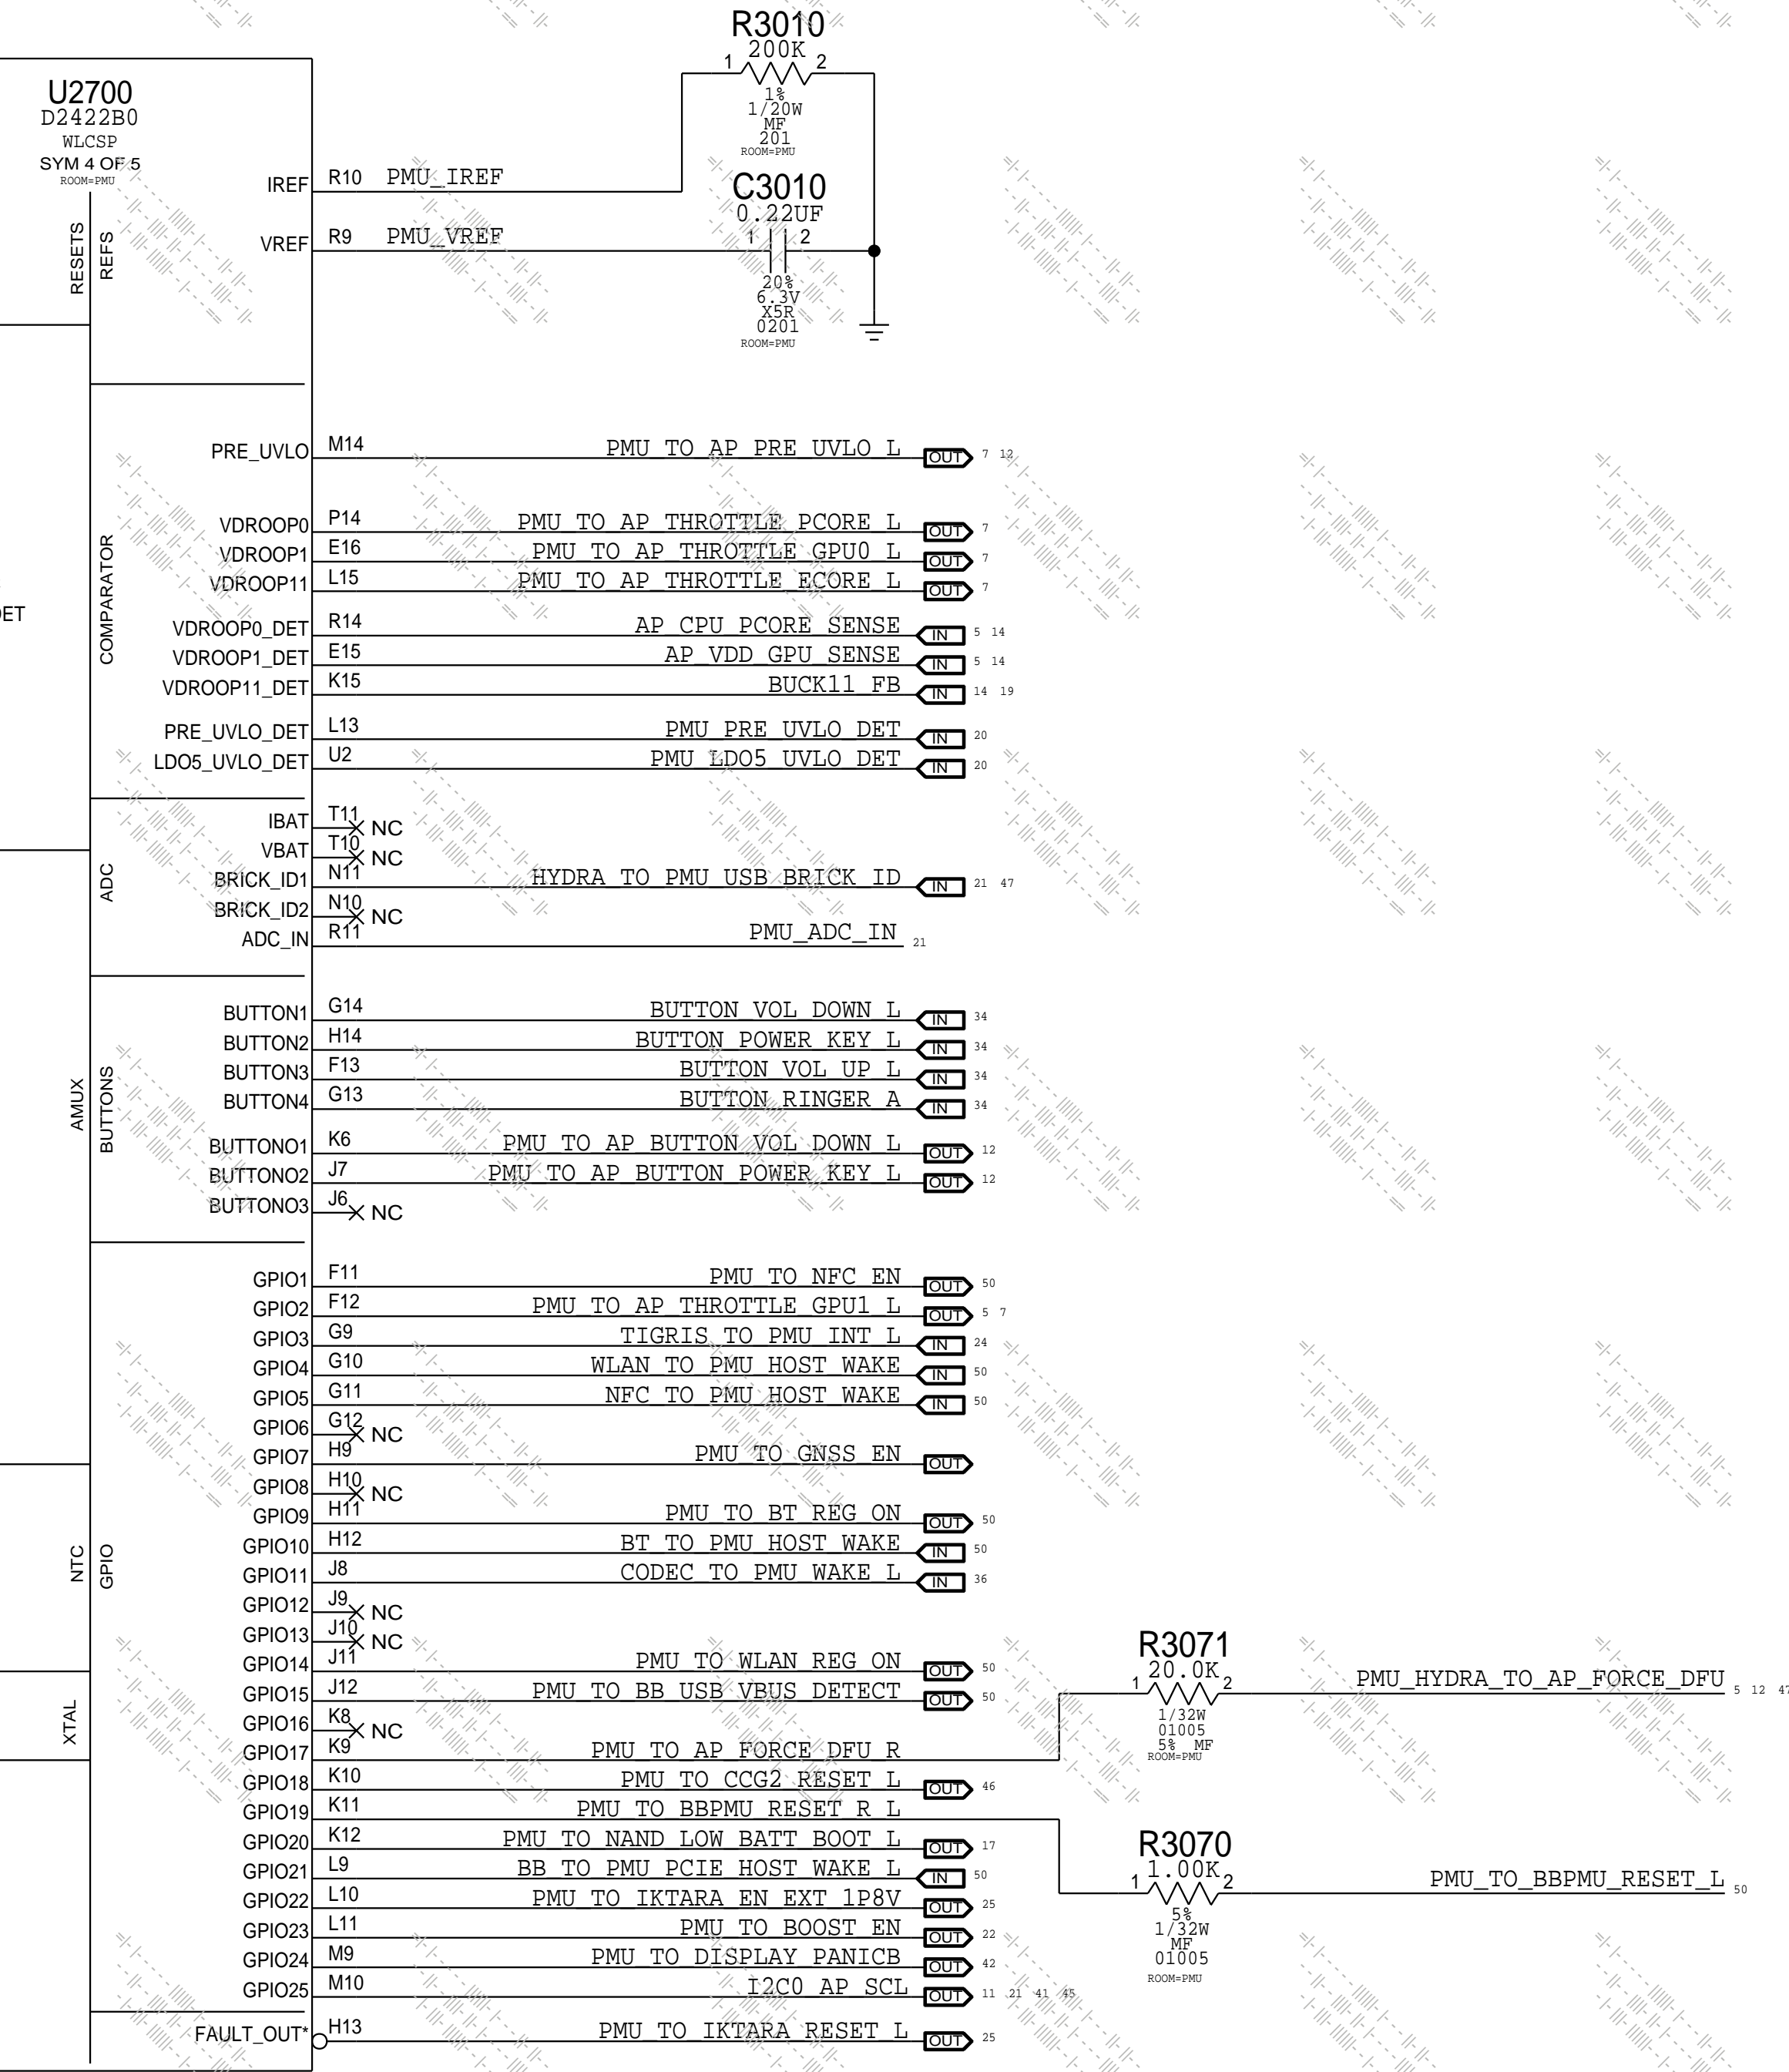 R3010
200K
1 2
1%
1/20W
MF
201
ROOM=PMU
U2700
D2422B0
WLCSP
SYM 4 OF 5
ROOM=PMU
RESETS
REFS
IREF R10 PMU_IREF
C3010
0.22UF
VREF R9 PMU_VREF 1 2
20%
6.3V
X5R
0201
ROOM=PMU
COMPARATOR
PRE_UVLO M14 PMU_TO_AP_PRE_UVLO_L OUT 7 12
VDROOP0 P14 PMU_TO_AP_THROTTLE_PCORE_L OUT 7
VDROOP1 E16 PMU_TO_AP_THROTTLE_GPU0_L OUT 7
VDROOP11 L15 PMU_TO_AP_THROTTLE_ECORE_L OUT 7
DET
VDROOP0_DET R14 AP_CPU_PCORE_SENSE IN 5 14
VDROOP1_DET E15 AP_VDD_GPU_SENSE IN 5 14
VDROOP11_DET K15 BUCK11_FB IN 14 19
PRE_UVLO_DET L13 PMU_PRE_UVLO_DET IN 20
LDO5_UVLO_DET U2 PMU_LDO5_UVLO_DET IN 20
ADC
IBAT T11 NC
VBAT T10 NC
BRICK_ID1 N11 HYDRA_TO_PMU_USB_BRICK_ID IN 21 47
BRICK_ID2 N10 NC
ADC_IN R11 PMU_ADC_IN 21
AMUX
BUTTONS
BUTTON1 G14 BUTTON_VOL_DOWN_L IN 34
BUTTON2 H14 BUTTON_POWER_KEY_L IN 34
BUTTON3 F13 BUTTON_VOL_UP_L IN 34
BUTTON4 G13 BUTTON_RINGER_A IN 34
BUTTONO1 K6 PMU_TO_AP_BUTTON_VOL_DOWN_L OUT 12
BUTTONO2 J7 PMU_TO_AP_BUTTON_POWER_KEY_L OUT 12
BUTTONO3 J6 NC
NTC
GPIO
XTAL
GPIO1 F11 PMU_TO_NFC_EN OUT 50
GPIO2 F12 PMU_TO_AP_THROTTLE_GPU1_L OUT 5 7
GPIO3 G9 TIGRIS_TO_PMU_INT_L IN 24
GPIO4 G10 WLAN_TO_PMU_HOST_WAKE IN 50
GPIO5 G11 NFC_TO_PMU_HOST_WAKE IN 50
GPIO6 G12 NC
GPIO7 H9 PMU_TO_GNSS_EN OUT
GPIO8 H10 NC
GPIO9 H11 PMU_TO_BT_REG_ON OUT 50
GPIO10 H12 BT_TO_PMU_HOST_WAKE IN 50
GPIO11 J8 CODEC_TO_PMU_WAKE_L IN 36
GPIO12 J9 NC
GPIO13 J10 NC
GPIO14 J11 PMU_TO_WLAN_REG_ON OUT 50
GPIO15 J12 PMU_TO_BB_USB_VBUS_DETECT OUT 50
GPIO16 K8 NC
GPIO17 K9 PMU_TO_AP_FORCE_DFU_R
R3071
20.0K
1 2 PMU_HYDRA_TO_AP_FORCE_DFU 5 12 47
1/32W
01005
5% MF
ROOM=PMU
GPIO18 K10 PMU_TO_CCG2_RESET_L OUT 46
GPIO19 K11 PMU_TO_BBPMU_RESET_R_L
GPIO20 K12 PMU_TO_NAND_LOW_BATT_BOOT_L OUT 17
GPIO21 L9 BB_TO_PMU_PCIE_HOST_WAKE_L IN 50
R3070
1.00K
1 2 PMU_TO_BBPMU_RESET_L 50
5%
1/32W
MF
01005
ROOM=PMU
GPIO22 L10 PMU_TO_IKTARA_EN_EXT_1P8V OUT 25
GPIO23 L11 PMU_TO_BOOST_EN OUT 22
GPIO24 M9 PMU_TO_DISPLAY_PANICB OUT 42
GPIO25 M10 I2C0_AP_SCL OUT 11 21 41 45
FAULT_OUT* H13 PMU_TO_IKTARA_RESET_L OUT 25